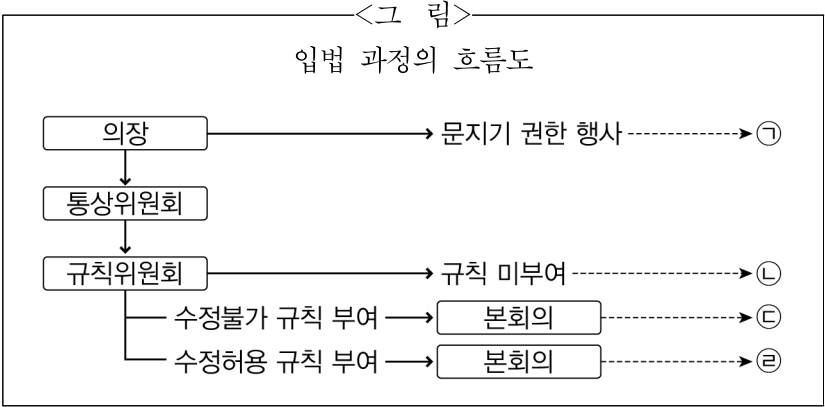 <그 림>
입법 과정의 흐름도
의장 문지기 권한 행사 ㉠
통상위원회
규칙위원회 규칙 미부여 ㉡
수정불가 규칙 부여 본회의 ㉢
수정허용 규칙 부여 본회의 ㉣